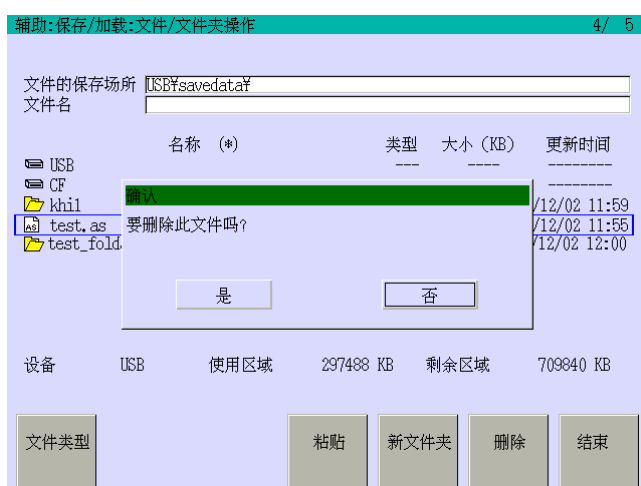 辅助:保存/加载:文件/文件夹操作 4/ 5
文件的保存场所 USB¥savedata¥
文件名
名称 (*) 类型 大小 (KB) 更新时间
USB --- ---- --------
CF --------
khi1 /12/02 11:59
test.as /12/02 11:55
test_fold /12/02 12:00
确认
要删除此文件吗?
是 否
设备 USB 使用区域 297488 KB 剩余区域 709840 KB
文件类型 粘贴 新文件夹 删除 结束